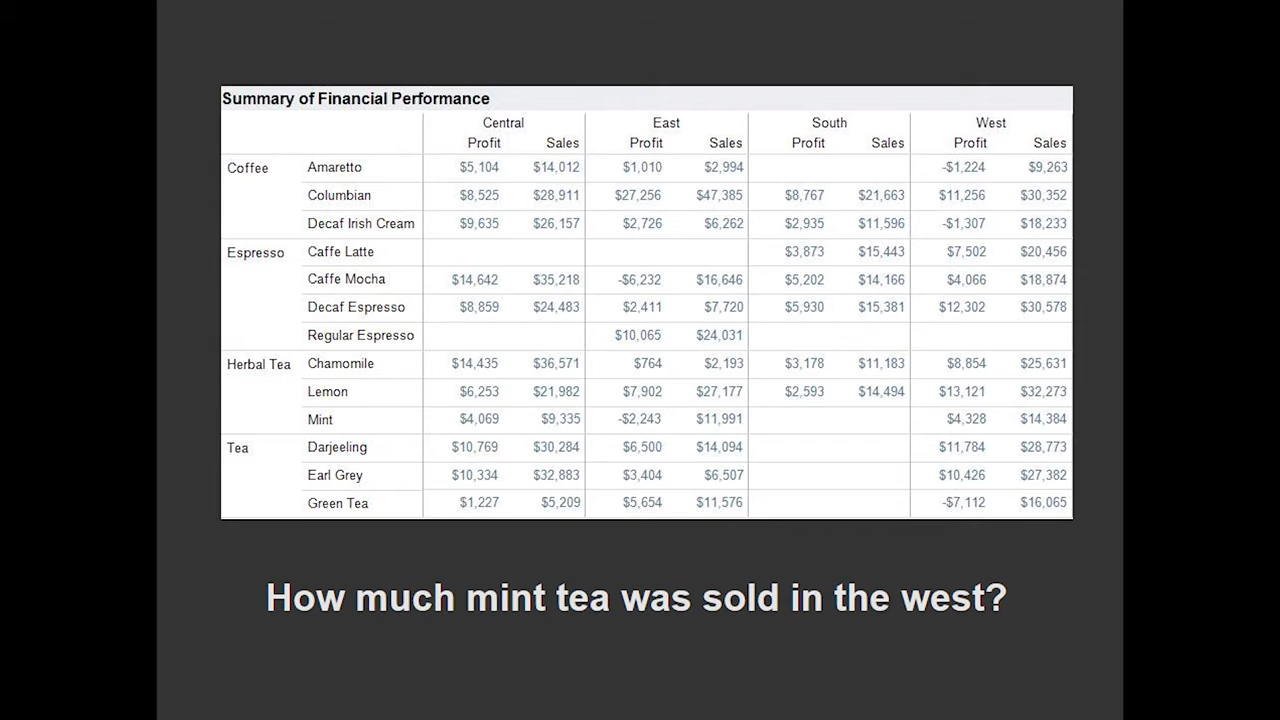 Summary of Financial Performance
Central East South West
Profit Sales Profit Sales Profit Sales Profit Sales
Coffee Amaretto $5,104 $14,012 $1,010 $2,994 -$1,224 $9,263
Columbian $8,525 $28,911 $27,256 $47,385 $8,767 $21,663 $11,256 $30,352
Decaf Irish Cream $9,635 $26,157 $2,726 $6,262 $2,935 $11,596 -$1,307 $18,233
Espresso Caffe Latte $3,873 $15,443 $7,502 $20,456
Caffe Mocha $14,642 $35,218 -$6,232 $16,646 $5,202 $14,166 $4,066 $18,874
Decaf Espresso $8,859 $24,483 $2,411 $7,720 $5,930 $15,381 $12,302 $30,578
Regular Espresso $10,065 $24,031
Herbal Tea Chamomile $14,435 $36,571 $764 $2,193 $3,178 $11,183 $8,854 $25,631
Lemon $6,253 $21,982 $7,902 $27,177 $2,593 $14,494 $13,121 $32,273
Mint $4,069 $9,335 -$2,243 $11,991 $4,328 $14,384
Tea Darjeeling $10,769 $30,284 $6,500 $14,094 $11,784 $28,773
Earl Grey $10,334 $32,883 $3,404 $6,507 $10,426 $27,382
Green Tea $1,227 $5,209 $5,654 $11,576 -$7,112 $16,065
How much mint tea was sold in the west?